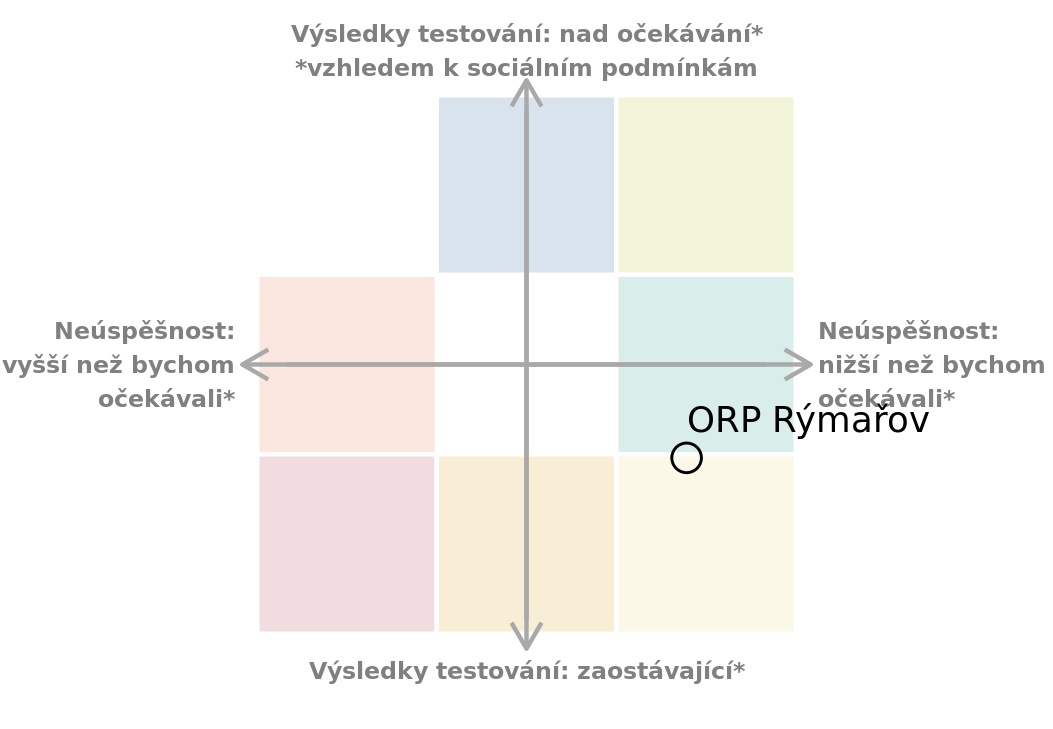 Výsledky testování: nad očekávání*
*vzhledem k sociálním podmínkám
Neúspěšnost:
vyšší než bychom
očekávali*
Neúspěšnost:
nižší než bychom
očekávali*
ORP Rýmařov
Výsledky testování: zaostávající*